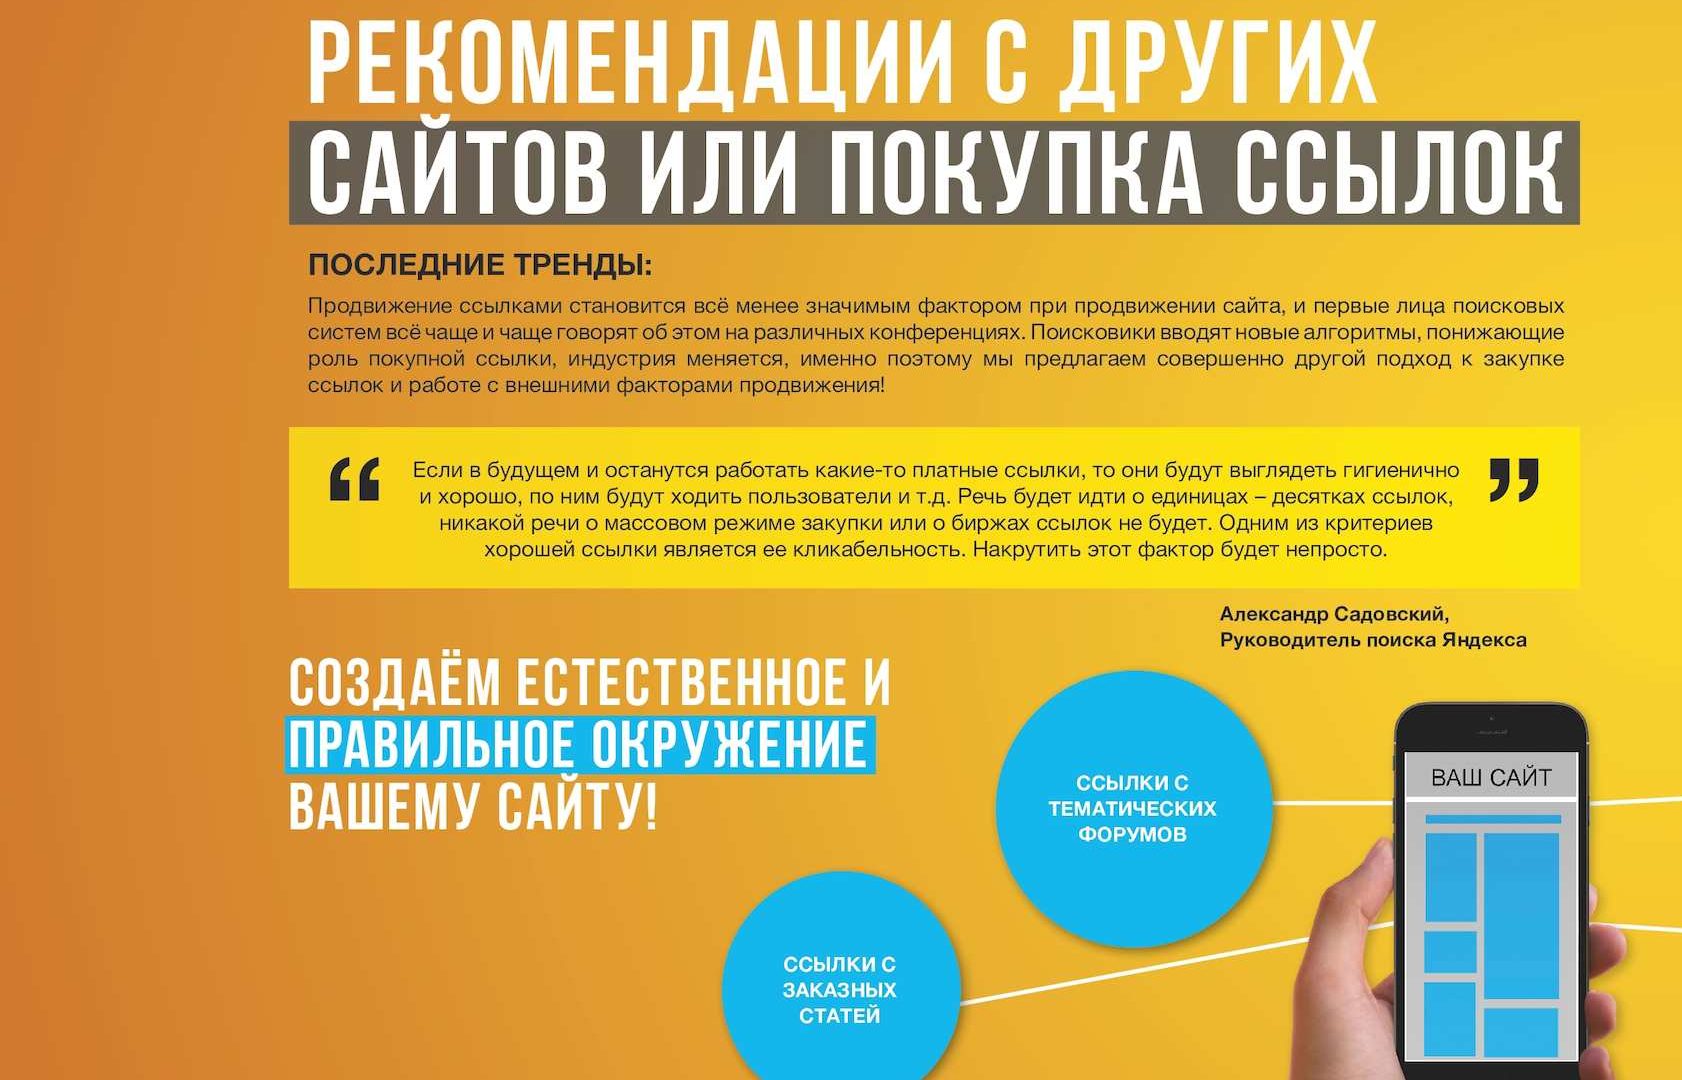 РЕКОМЕНДАЦИИ С ДРУГИХ
САЙТОВ ИЛИ ПОКУПКА ССЫЛОК
ПОСЛЕДНИЕ ТРЕНДЫ:
Продвижение ссылками становится всё менее значимым фактором при продвижении сайта, и первые лица поисковых
систем всё чаще и чаще говорят об этом на различных конференциях. Поисковики вводят новые алгоритмы, понижающие
роль покупной ссылки, индустрия меняется, именно поэтому мы предлагаем совершенно другой подход к закупке
ссылок и работе с внешними факторами продвижения!
“ Если в будущем и останутся работать какие-то платные ссылки, то они будут выглядеть гигиенично ”
и хорошо, по ним будут ходить пользователи и т.д. Речь будет идти о единицах – десятках ссылок,
никакой речи о массовом режиме закупки или о биржах ссылок не будет. Одним из критериев
хорошей ссылки является ее кликабельность. Накрутить этот фактор будет непросто.
Александр Садовский,
Руководитель поиска Яндекса
СОЗДАЁМ ЕСТЕСТВЕННОЕ И
ПРАВИЛЬНОЕ ОКРУЖЕНИЕ
ВАШЕМУ САЙТУ!
ССЫЛКИ С
ТЕМАТИЧЕСКИХ
ФОРУМОВ
ВАШ САЙТ
ССЫЛКИ С
ЗАКАЗНЫХ
СТАТЕЙ